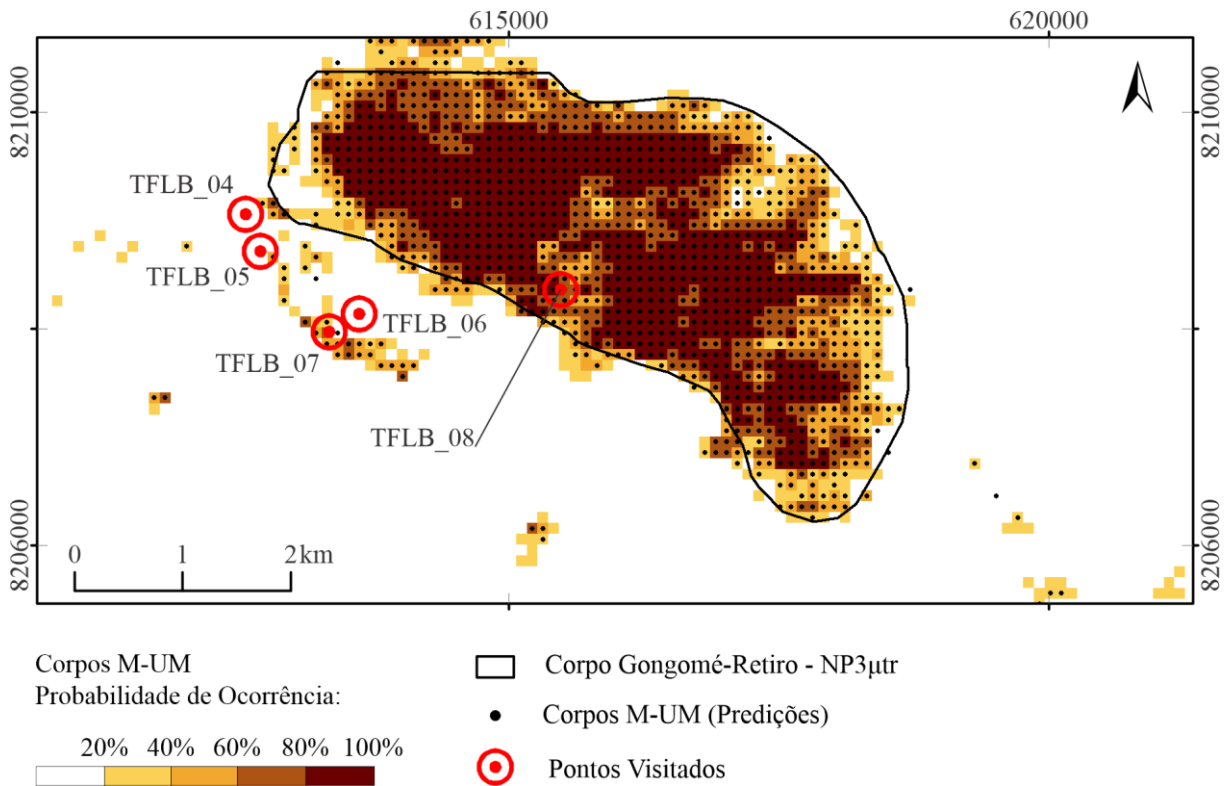 615000
620000
8210000
8210000
TFLB_04
TFLB_05
TFLB_06
TFLB_07
TFLB_08
8206000
8206000
0 1 2km
Corpos M-UM
Probabilidade de Ocorrência:
20% 40% 60% 80% 100%
Corpo Gongomé-Retiro - NP3μtr
Corpos M-UM (Predições)
Pontos Visitados